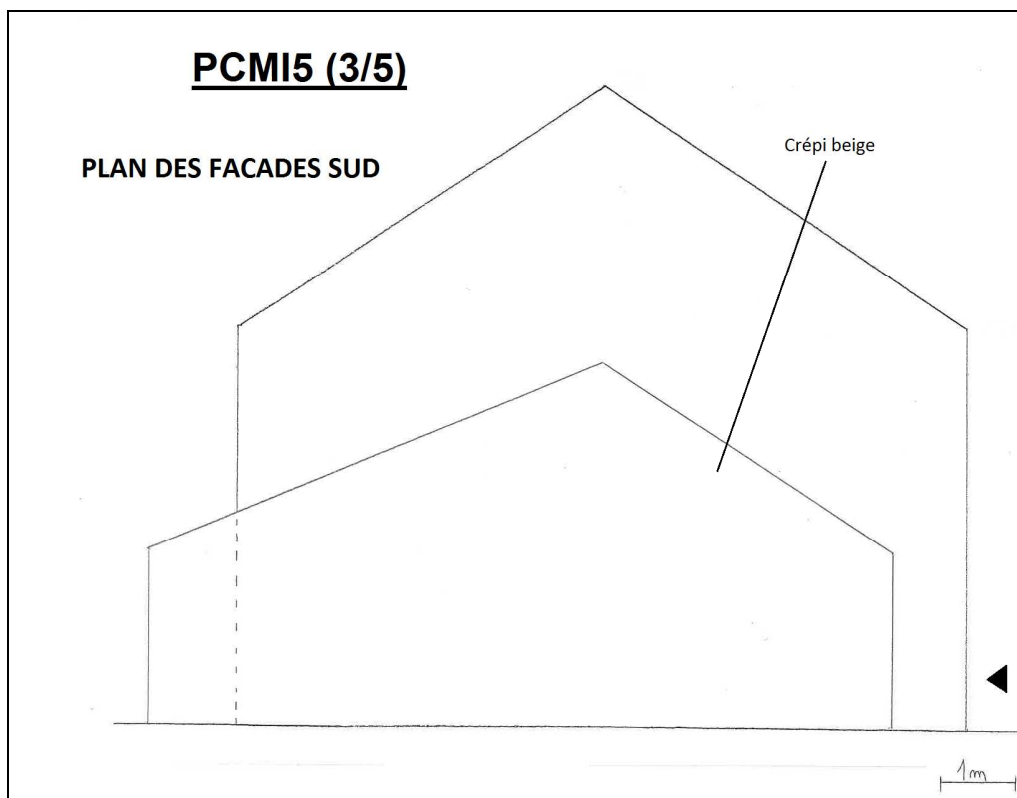 PCMI5 (3/5)
PLAN DES FACADES SUD
Crépi beige
1m